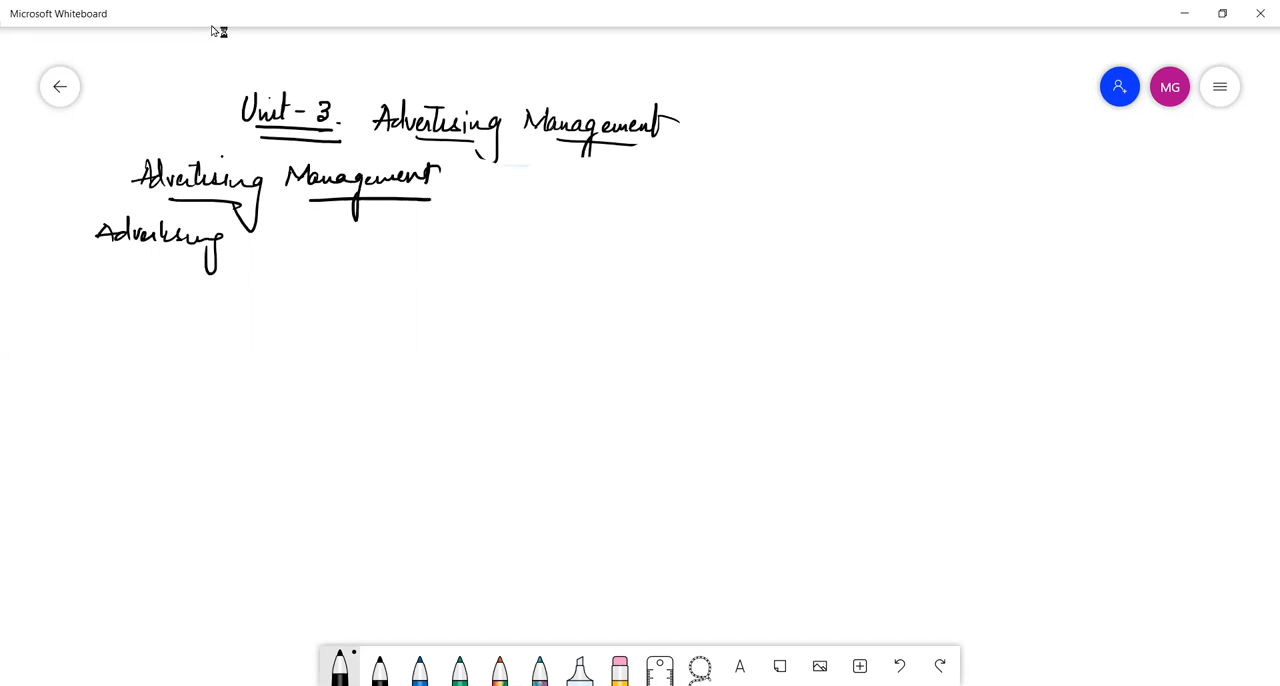 Microsoft Whiteboard
MG
Unit - 3. Advertising Management
Advertising Management
Advertising
A